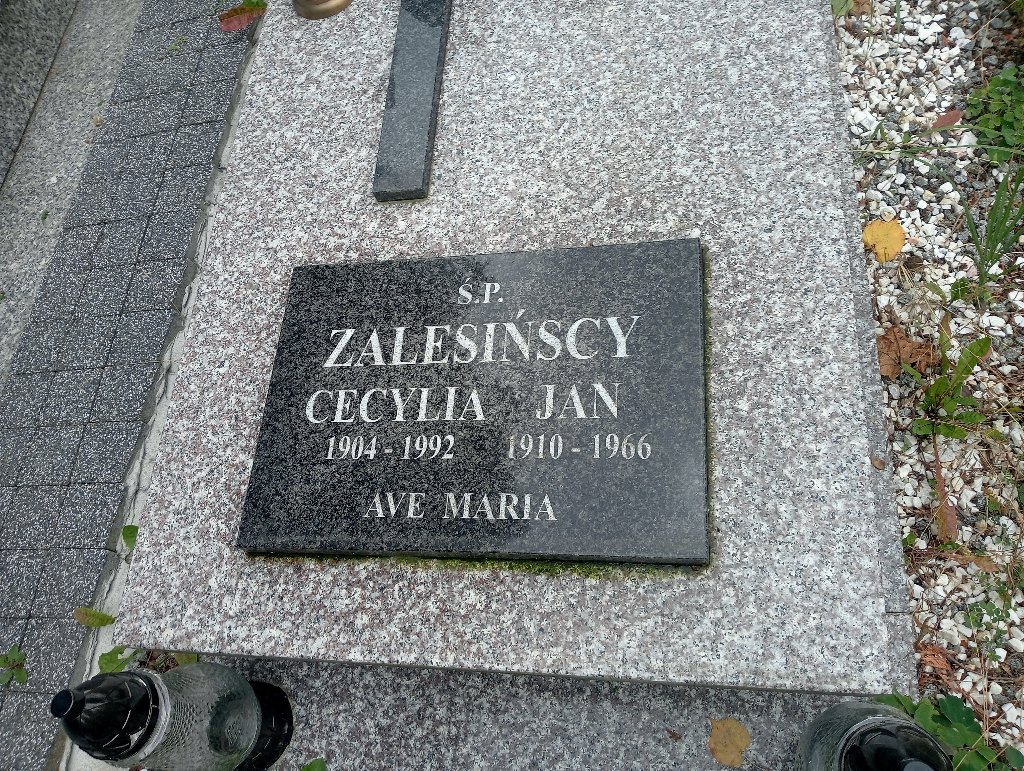 Ś.P.
ZALESIŃSCY
CECYLIA JAN
1904 - 1992 1910 - 1966
AVE MARIA